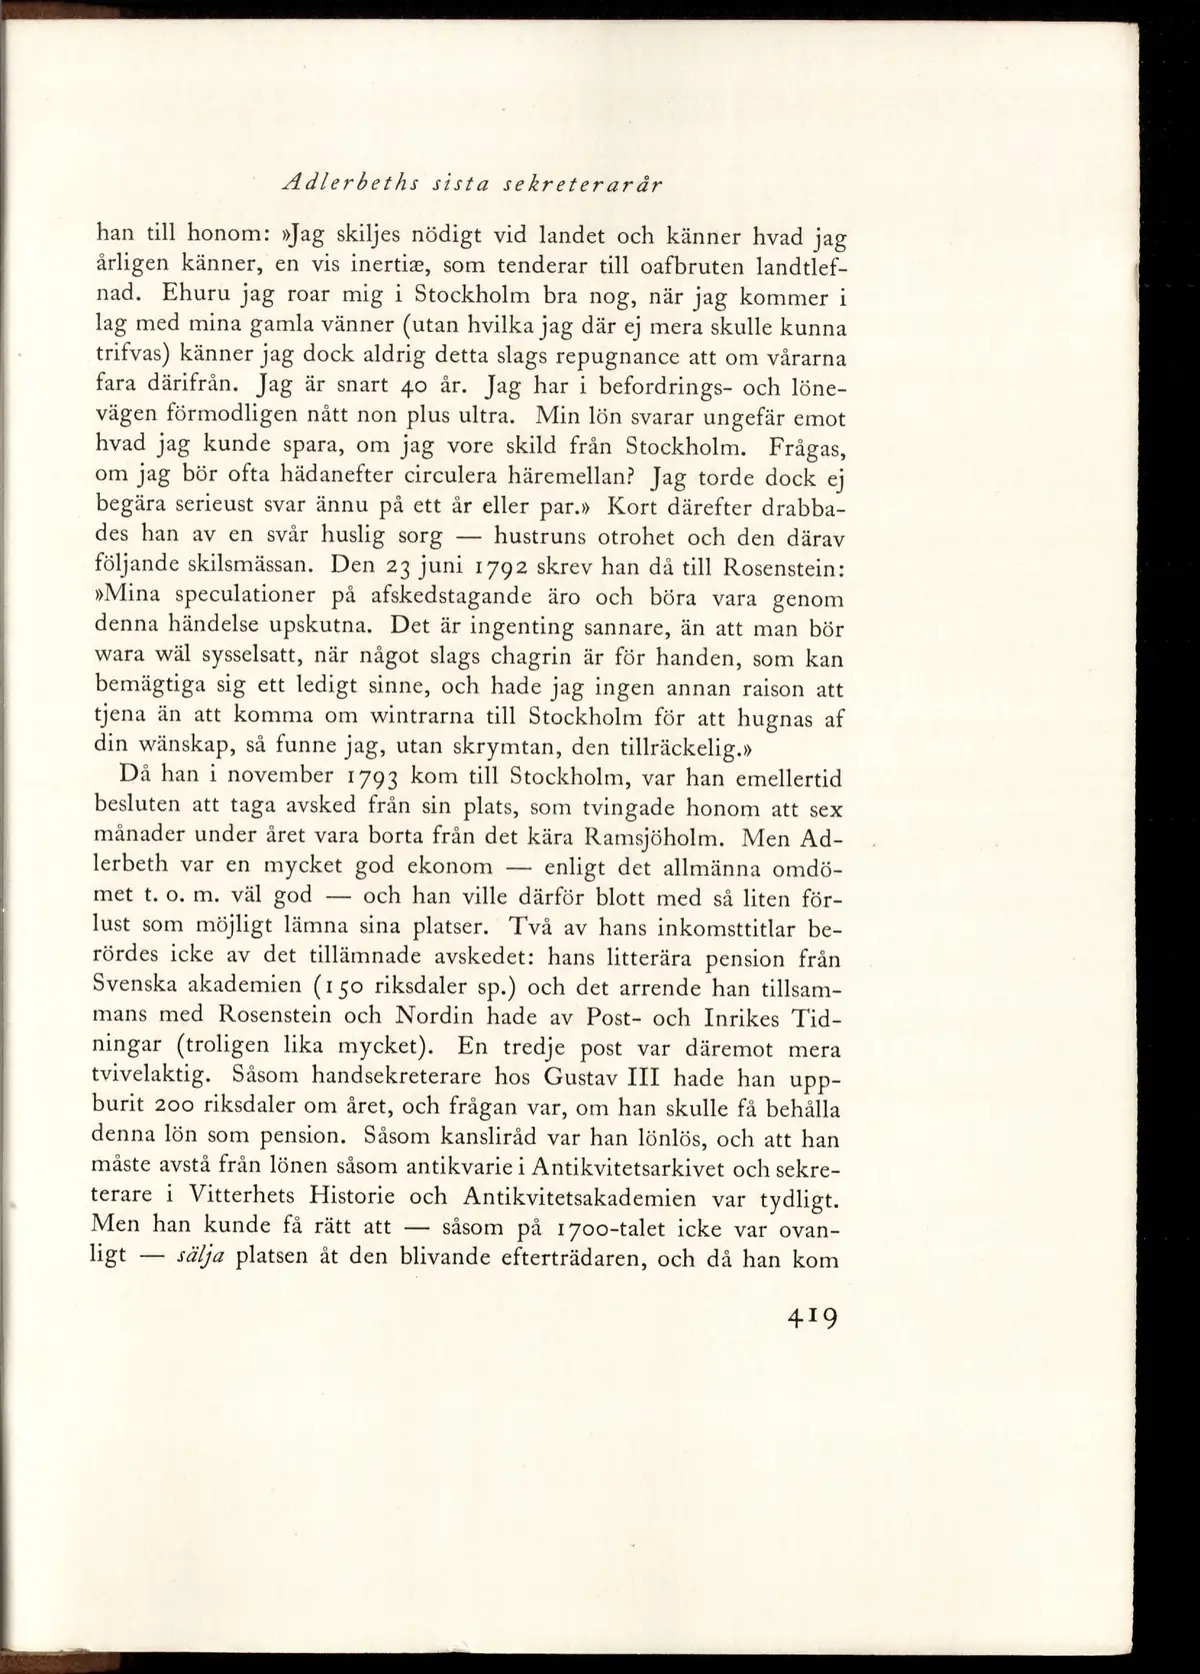 Adlerbeths sista sekreterarår
han till honom: »Jag skiljes nödigt vid landet och känner hvad jag
årligen känner, en vis inertiæ, som tenderar till oafbruten landtlef-
nad. Ehuru jag roar mig i Stockholm bra nog, när jag kommer i
lag med mina gamla vänner (utan hvilka jag där ej mera skulle kunna
trifvas) känner jag dock aldrig detta slags repugnance att om vårarna
fara därifrån. Jag är snart 40 år. Jag har i befordrings- och löne-
vägen förmodligen nått non plus ultra. Min lön svarar ungefär emot
hvad jag kunde spara, om jag vore skild från Stockholm. Frågas,
om jag bör ofta hädanefter circulera häremellan? Jag torde dock ej
begära serieust svar ännu på ett år eller par.» Kort därefter drabba-
des han av en svår huslig sorg — hustruns otrohet och den därav
följande skilsmässan. Den 23 juni 1792 skrev han då till Rosenstein:
»Mina speculationer på afskedstagande äro och böra vara genom
denna händelse upskutna. Det är ingenting sannare, än att man bör
wara wäl sysselsatt, när något slags chagrin är för handen, som kan
bemägtiga sig ett ledigt sinne, och hade jag ingen annan raison att
tjena än att komma om wintrarna till Stockholm för att hugnas af
din wänskap, så funne jag, utan skrymtan, den tillräckelig.»
Då han i november 1793 kom till Stockholm, var han emellertid
besluten att taga avsked från sin plats, som tvingade honom att sex
månader under året vara borta från det kära Ramsjöholm. Men Ad-
lerbeth var en mycket god ekonom — enligt det allmänna omdö-
met t. o. m. väl god — och han ville därför blott med så liten för-
lust som möjligt lämna sina platser. Två av hans inkomsttitlar be-
rördes icke av det tillämnade avskedet: hans litterära pension från
Svenska akademien (150 riksdaler sp.) och det arrende han tillsam-
mans med Rosenstein och Nordin hade av Post- och Inrikes Tid-
ningar (troligen lika mycket). En tredje post var däremot mera
tvivelaktig. Såsom handsekreterare hos Gustav III hade han upp-
burit 200 riksdaler om året, och frågan var, om han skulle få behålla
denna lön som pension. Såsom kansliråd var han lönlös, och att han
måste avstå från lönen såsom antikvarie i Antikvitetsarkivet och sekre-
terare i Vitterhets Historie och Antikvitetsakademien var tydligt.
Men han kunde få rätt att — såsom på 1700-talet icke var ovan-
ligt — sälja platsen åt den blivande efterträdaren, och då han kom
419